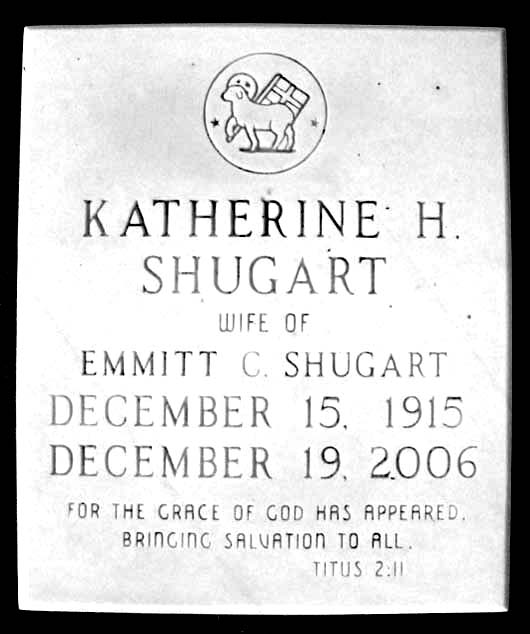 KATHERINE H.
SHUGART
WIFE OF
EMMITT C. SHUGART
DECEMBER 15, 1915
DECEMBER 19, 2006
FOR THE GRACE OF GOD HAS APPEARED,
BRINGING SALVATION TO ALL.
TITUS 2:11